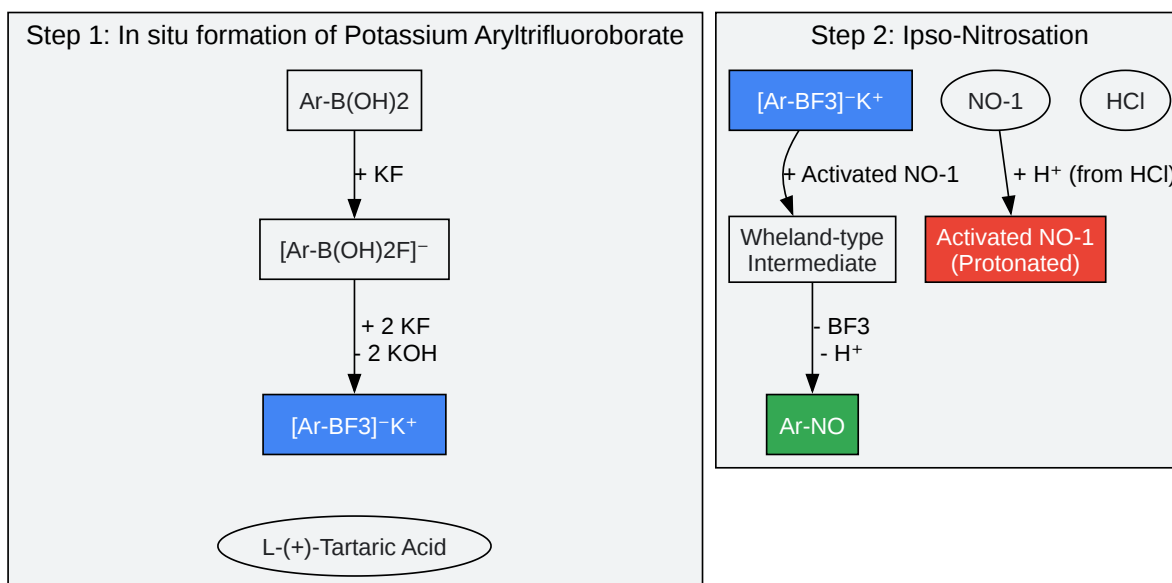 Step 1: In situ formation of Potassium Aryltrifluoroborate
Ar-B(OH)2
+ KF
[Ar-B(OH)2F]⁻
+ 2 KF
- 2 KOH
[Ar-BF3]⁻K⁺
L-(+)-Tartaric Acid
Step 2: Ipso-Nitrosation
[Ar-BF3]⁻K⁺
NO-1
HCl
+ Activated NO-1
+ H⁺ (from HCl)
Wheland-type
Intermediate
Activated NO-1
(Protonated)
- BF3
- H⁺
Ar-NO